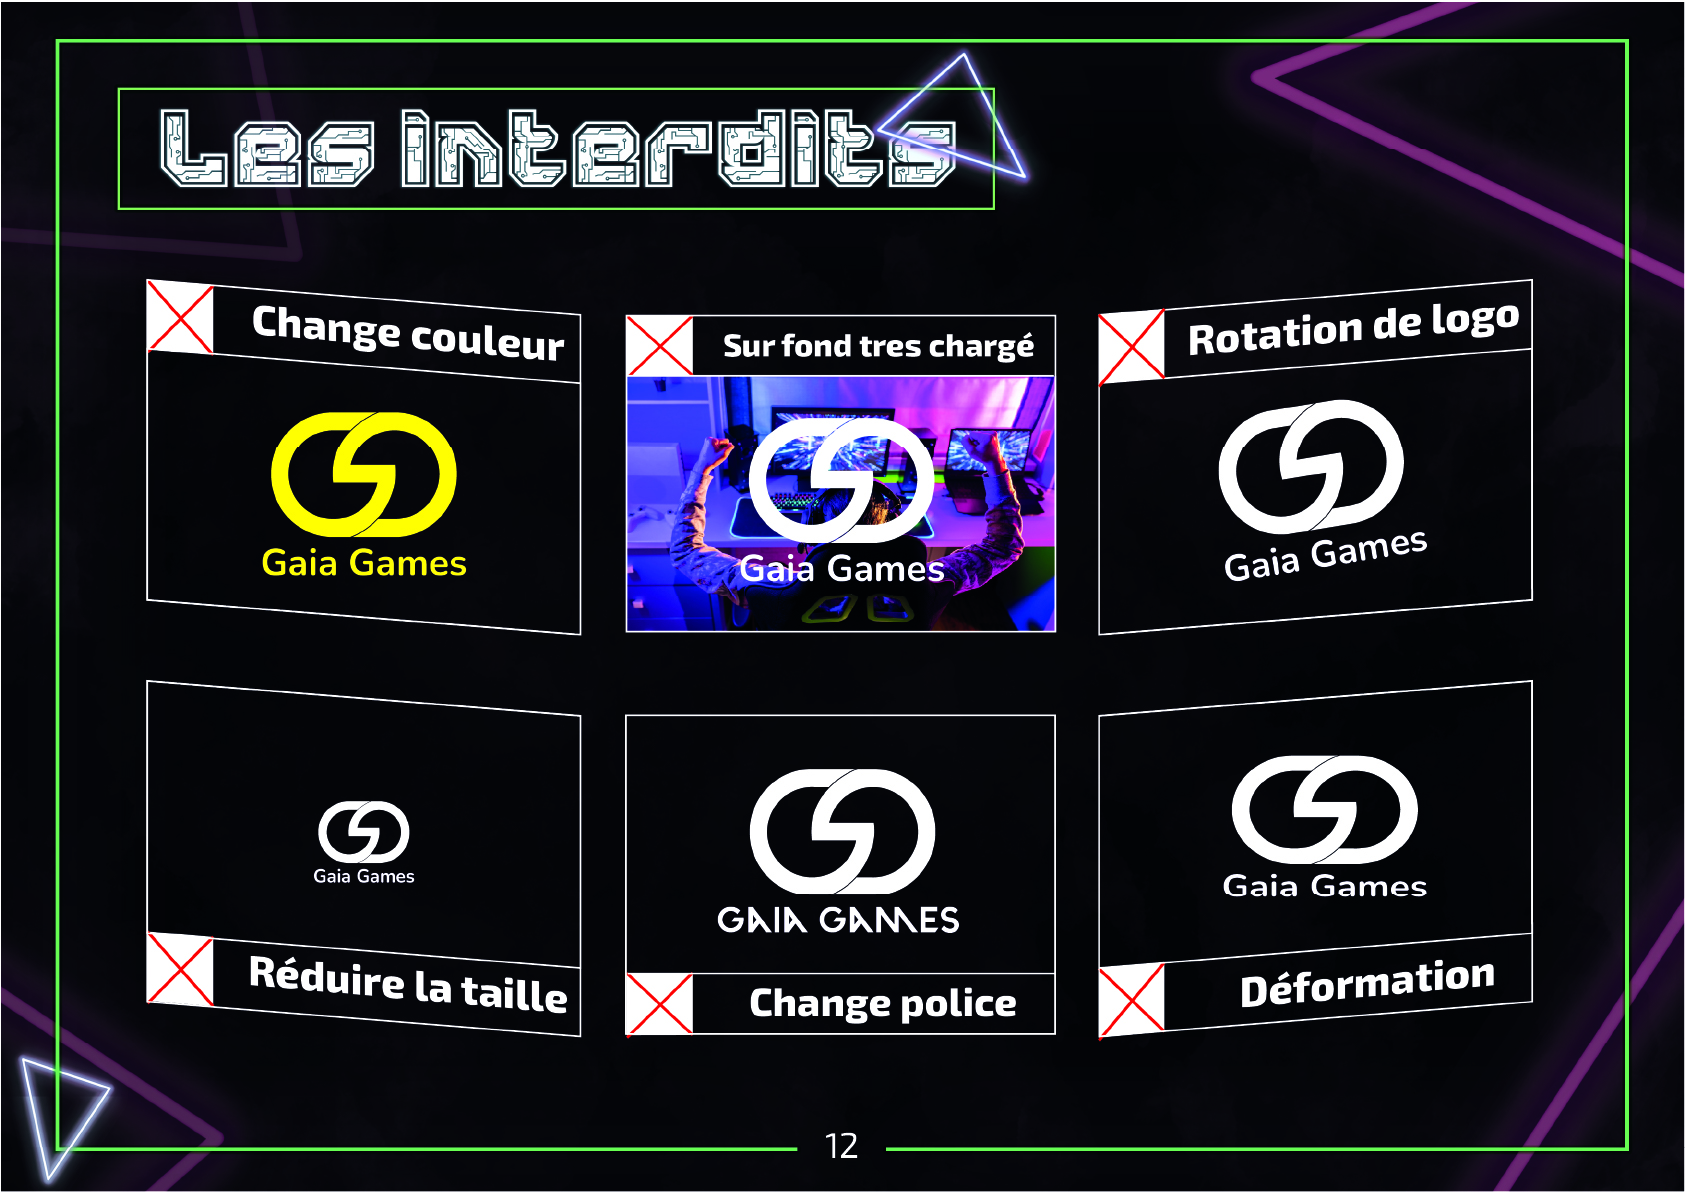 Les interdits
Change couleur
Gaia Games
Sur fond tres chargé
Gaia Games
Rotation de logo
Gaia Games
Gaia Games
Réduire la taille
GAIA GAMES
Change police
Gaia Games
Déformation
12